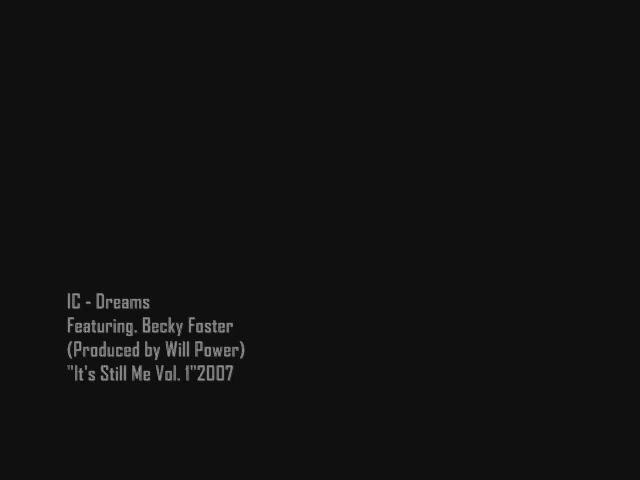 IC - Dreams
Featuring. Becky Foster
(Produced by Will Power)
"It's Still Me Vol. 1"2007